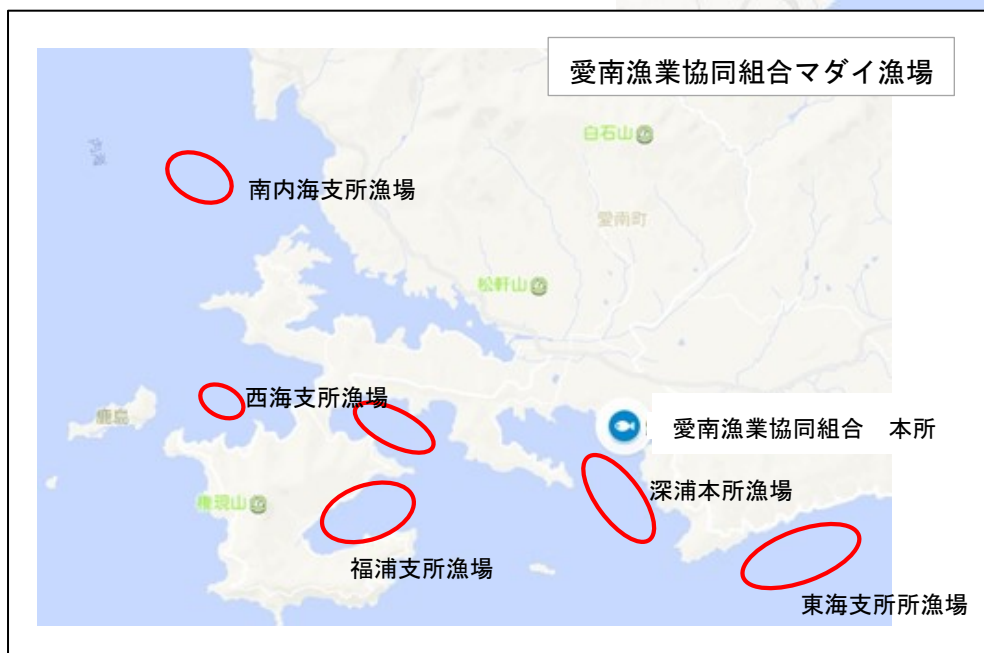 愛南漁業協同組合マダイ漁場
白石山
内海
南内海支所漁場
愛南町
松軒山
西海支所漁場
鹿島
愛南漁業協同組合 本所
権現山
深浦本所漁場
福浦支所漁場
東海支所所漁場